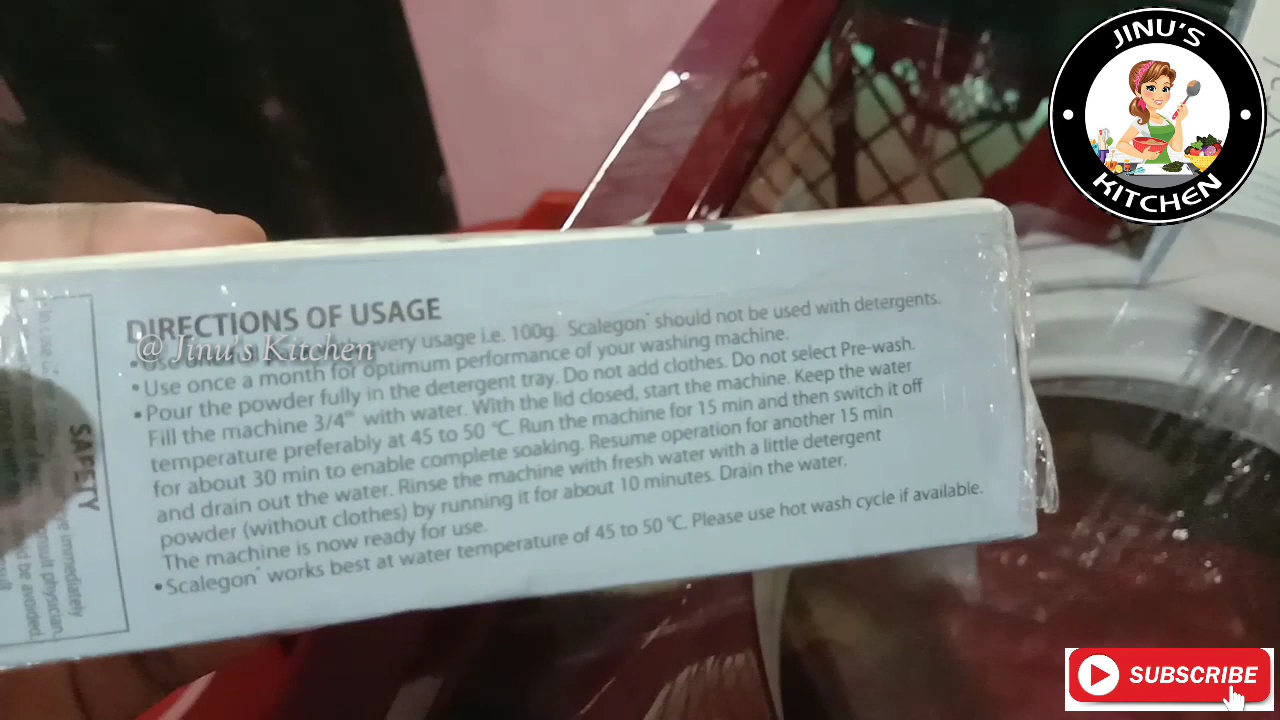 JINU'S
KITCHEN
DIRECTIONS OF USAGE
@ Jinu's Kitchen
every usage i.e. 100g. Scalegon* should not be used with detergents.
• Use once a month for optimum performance of your washing machine.
• Pour the powder fully in the detergent tray. Do not add clothes. Do not select Pre-wash.
Fill the machine 3/4th with water. With the lid closed, start the machine. Keep the water
temperature preferably at 45 to 50 °C. Run the machine for 15 min and then switch it off
for about 30 min to enable complete soaking. Resume operation for another 15 min
and drain out the water. Rinse the machine with fresh water with a little detergent
powder (without clothes) by running it for about 10 minutes. Drain the water.
The machine is now ready for use.
• Scalegon* works best at water temperature of 45 to 50 °C. Please use hot wash cycle if available.
SAFETY
immediately
physician.
be avoided.
SUBSCRIBE